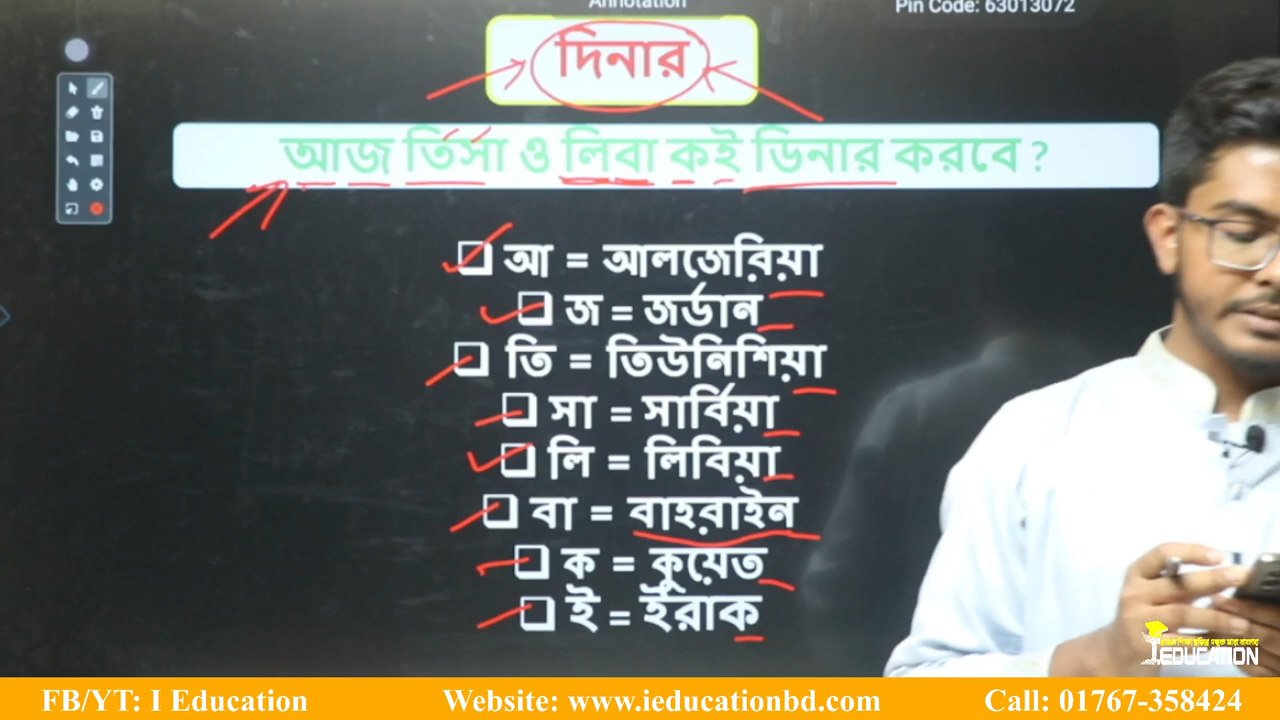 Annotation
Pin Code: 63013072
দিনার
আজ তিসা ও লিবা কই ডিনার করবে ?
আ = আলজেরিয়া
জ = জর্ডান
তি = তিউনিশিয়া
সা = সার্বিয়া
লি = লিবিয়া
বা = বাহরাইন
ক = কুয়েত
ই = ইরাক
IEDUCATION
FB/YT: I Education
Website: www.ieducationbd.com
Call: 01767-358424